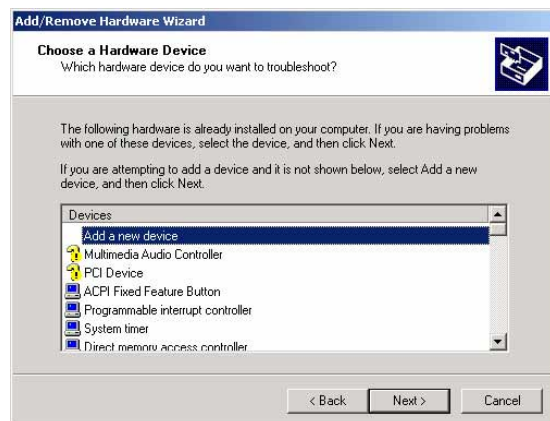 Add/Remove Hardware Wizard
Choose a Hardware Device
Which hardware device do you want to troubleshoot?
The following hardware is already installed on your computer. If you are having problems
with one of these devices, select the device, and then click Next.
If you are attempting to add a device and it is not shown below, select Add a new
device, and then click Next.
Devices
Add a new device
Multimedia Audio Controller
PCI Device
ACPI Fixed Feature Button
Programmable interrupt controller
System timer
Direct memory access controller
< Back
Next >
Cancel